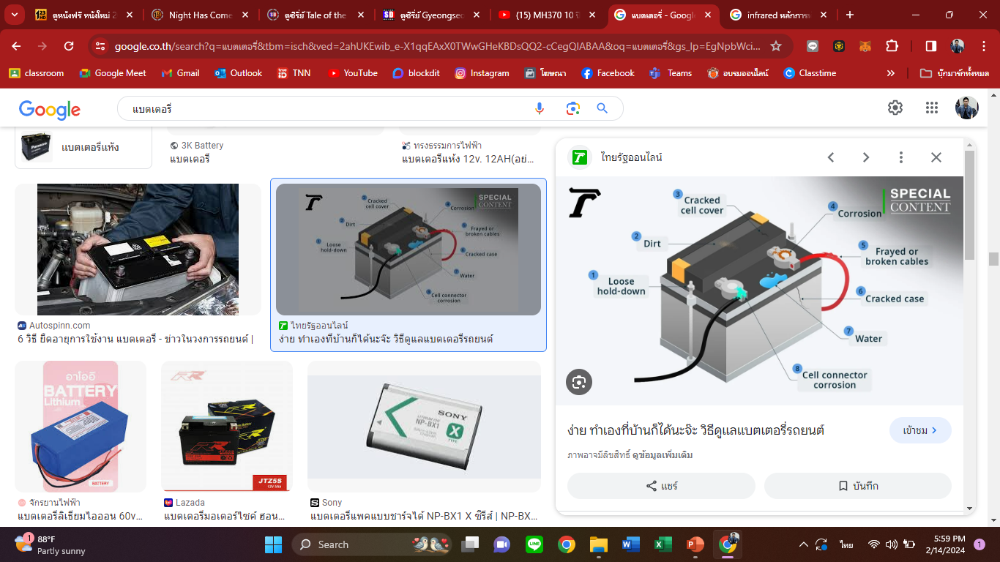 ดูหนังฟรี หนังใหม่ 2
Night Has Come
ดูซีรี่ย์ Tale of the
ดูซีรี่ย์ Gyeongseo
(15) MH370 10 ปี
แบตเตอรี่ - Google
infrared หลักการท
google.co.th/search?q=แบตเตอรี่&tbm=isch&ved=2ahUKEwib_e-X1qqEAxX0TWwGHeKBDsQQ2-cCegQIABAA&oq=แบตเตอรี่&gs_lp=EgNpbWci...
classroom
Google Meet
Gmail
Outlook
TNN
YouTube
blockdit
Instagram
โฆษณา
Facebook
Teams
อบรมออนไลน์
Classtime
บุ๊กมาร์กทั้งหมด
Google
แบตเตอรี่
แบตเตอรี่แห้ง
3K Battery
แบตเตอรี่
ทรงธรรมการไฟฟ้า
แบตเตอรี่แห้ง 12v. 12AH(อย่...
ไทยรัฐออนไลน์
Autospinn.com
6 วิธี ยืดอายุการใช้งาน แบตเตอรี่ - ข่าวในวงการรถยนต์ |
SPECIAL
CONTENT
3 Cracked
cell cover
4 Corrosion
2 Dirt
5 Frayed or
broken cables
1 Loose
hold-down
6 Cracked case
7 Water
8 Cell connector
corrosion
ไทยรัฐออนไลน์
ง่าย ทำเองที่บ้านก็ได้นะจ๊ะ วิธีดูแลแบตเตอรี่รถยนต์
SPECIAL
CONTENT
3 Cracked
cell cover
4 Corrosion
2 Dirt
5 Frayed or
broken cables
1 Loose
hold-down
6 Cracked case
7 Water
8 Cell connector
corrosion
ง่าย ทำเองที่บ้านก็ได้นะจ๊ะ วิธีดูแลแบตเตอรี่รถยนต์
เข้าชม
ภาพอาจมีลิขสิทธิ์ ดูข้อมูลเพิ่มเติม
แชร์
บันทึก
อาโออิ
BATTERY
Lithium
BATTERY
จักรยานไฟฟ้า
แบตเตอรี่ลิเธียมไอออน 60v...
RR
JTZ5S
12V 5Ah
Lazada
แบตเตอรี่มอเตอร์ไซค์ ฮอน...
SONY
NP-BX1
X
TYPE
Sony
แบตเตอรี่แพคแบบชาร์จได้ NP-BX1 X ซีรีส์ | NP-BX...
1
88°F
Partly sunny
Search
ไทย
5:59 PM
2/14/2024
1